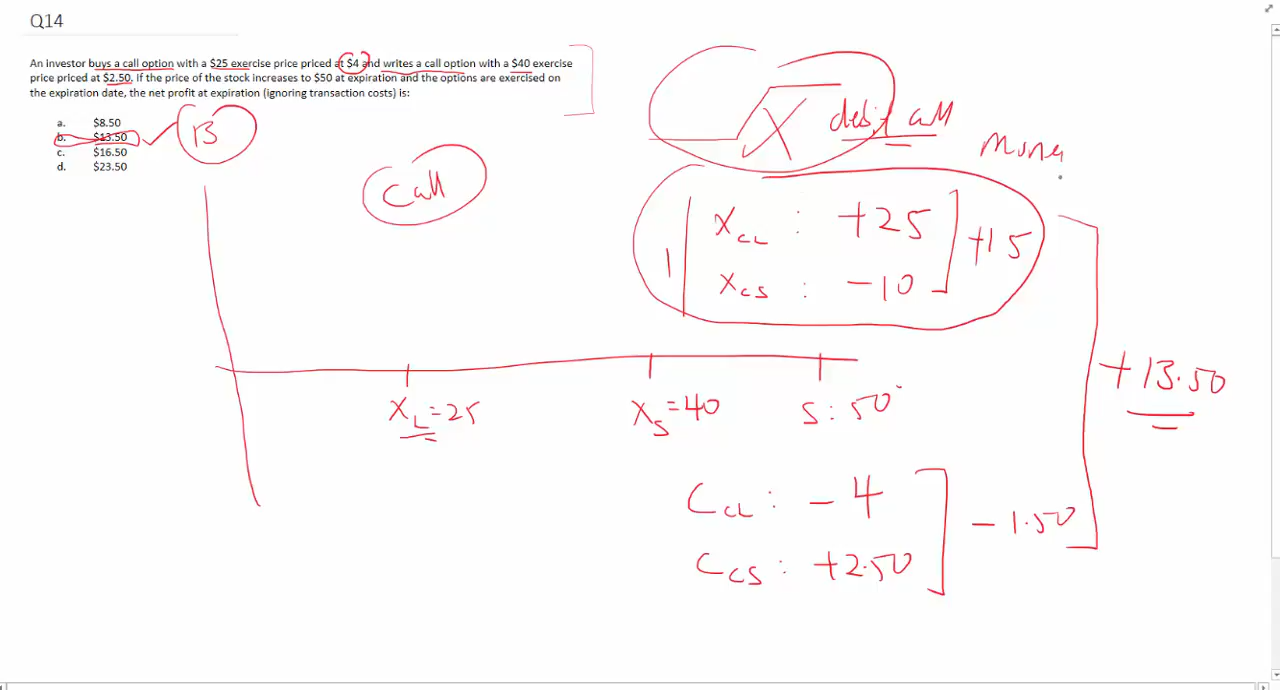 Q14
An investor buys a call option with a $25 exercise price priced at $4 and writes a call option with a $40 exercise
price priced at $2.50. If the price of the stock increases to $50 at expiration and the options are exercised on
the expiration date, the net profit at expiration (ignoring transaction costs) is:
a. $8.50
b. $13.50
c. $16.50
d. $23.50
B
Call
X debit call
money
X_CL : +25
X_CS : -10
+15
X_L = 25
X_S = 40
S: 50
+13.50
C_CL : -4
C_CS : +2.50
-1.50